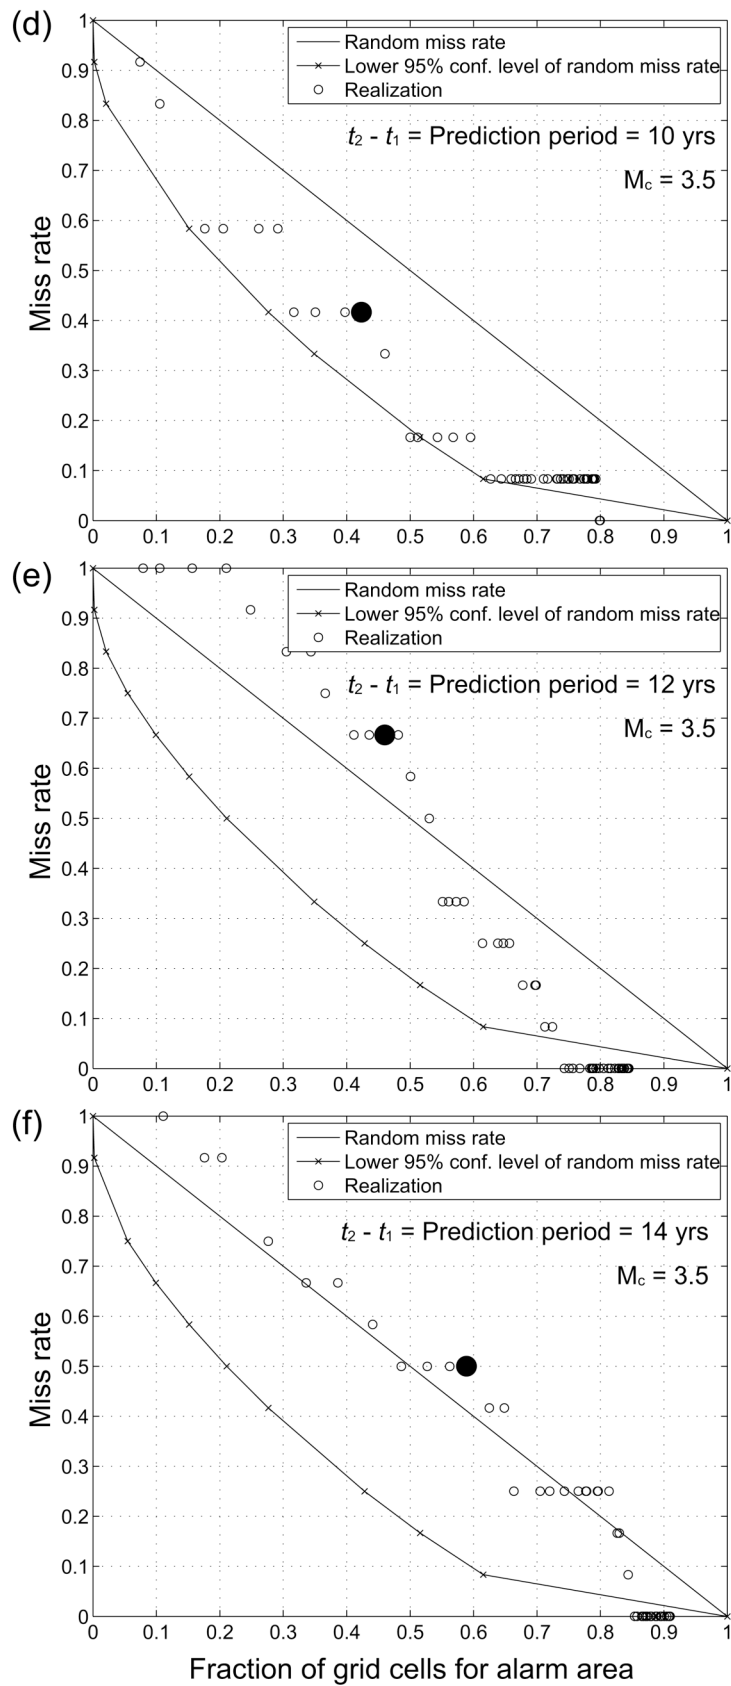 (d)
1
0.9
0.8
0.7
0.6
0.5
0.4
0.3
0.2
0.1
0
Miss rate
Random miss rate
Lower 95% conf. level of random miss rate
Realization
t₂ - t₁ = Prediction period = 10 yrs
M꜀ = 3.5
0 0.1 0.2 0.3 0.4 0.5 0.6 0.7 0.8 0.9 1
(e)
1
0.9
0.8
0.7
0.6
0.5
0.4
0.3
0.2
0.1
0
Miss rate
Random miss rate
Lower 95% conf. level of random miss rate
Realization
t₂ - t₁ = Prediction period = 12 yrs
M꜀ = 3.5
0 0.1 0.2 0.3 0.4 0.5 0.6 0.7 0.8 0.9 1
(f)
1
0.9
0.8
0.7
0.6
0.5
0.4
0.3
0.2
0.1
0
Miss rate
Random miss rate
Lower 95% conf. level of random miss rate
Realization
t₂ - t₁ = Prediction period = 14 yrs
M꜀ = 3.5
0 0.1 0.2 0.3 0.4 0.5 0.6 0.7 0.8 0.9 1
Fraction of grid cells for alarm area